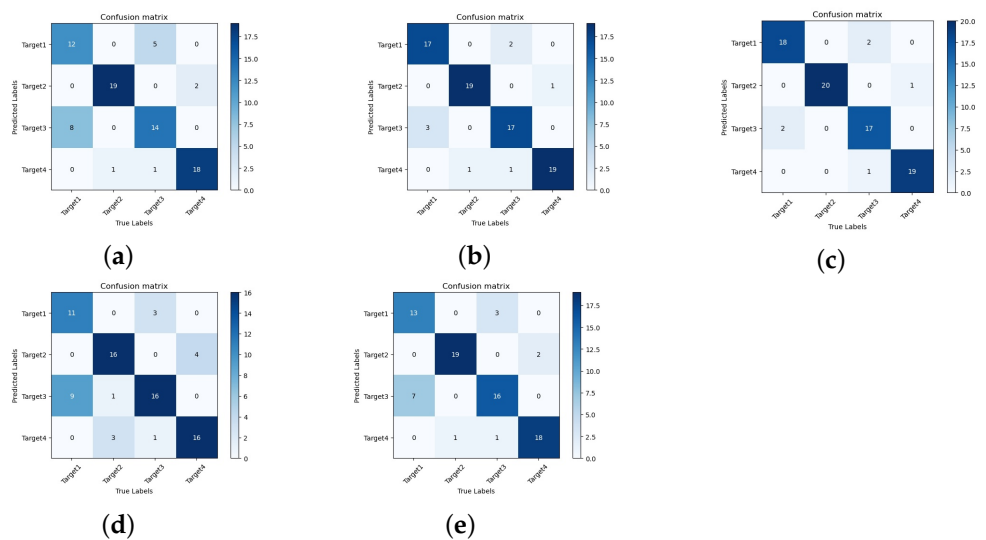 Confusion matrix
Target1 12 0 5 0
Target2 0 19 0 2
Target3 8 0 14 0
Target4 0 1 1 18
Predicted Labels
Target1 Target2 Target3 Target4
True Labels
17.5
15.0
12.5
10.0
7.5
5.0
2.5
0.0
(a)
Confusion matrix
Target1 17 0 2 0
Target2 0 19 0 1
Target3 3 0 17 0
Target4 0 1 1 19
Predicted Labels
Target1 Target2 Target3 Target4
True Labels
17.5
15.0
12.5
10.0
7.5
5.0
2.5
0.0
(b)
Confusion matrix
Target1 18 0 2 0
Target2 0 20 0 1
Target3 2 0 17 0
Target4 0 0 1 19
Predicted Labels
Target1 Target2 Target3 Target4
True Labels
20.0
17.5
15.0
12.5
10.0
7.5
5.0
2.5
0.0
(c)
Confusion matrix
Target1 11 0 3 0
Target2 0 16 0 4
Target3 9 1 16 0
Target4 0 3 1 16
Predicted Labels
Target1 Target2 Target3 Target4
True Labels
16
14
12
10
8
6
4
2
0
(d)
Confusion matrix
Target1 13 0 3 0
Target2 0 19 0 2
Target3 7 0 16 0
Target4 0 1 1 18
Predicted Labels
Target1 Target2 Target3 Target4
True Labels
17.5
15.0
12.5
10.0
7.5
5.0
2.5
0.0
(e)